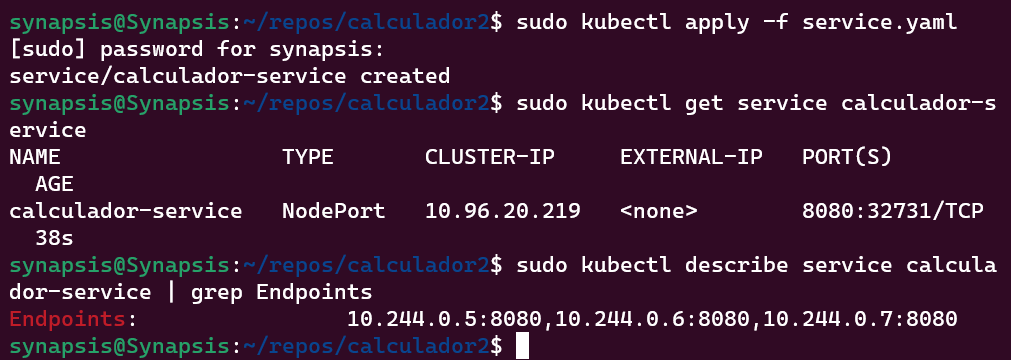 synapsis@Synapsis:~/repos/calculador2$ sudo kubectl apply -f service.yaml
[sudo] password for synapsis:
service/calculador-service created
synapsis@Synapsis:~/repos/calculador2$ sudo kubectl get service calculador-s
ervice
NAME                 TYPE       CLUSTER-IP     EXTERNAL-IP   PORT(S)
  AGE
calculador-service   NodePort   10.96.20.219   <none>        8080:32731/TCP
  38s
synapsis@Synapsis:~/repos/calculador2$ sudo kubectl describe service calcula
dor-service | grep Endpoints
Endpoints:                10.244.0.5:8080,10.244.0.6:8080,10.244.0.7:8080
synapsis@Synapsis:~/repos/calculador2$